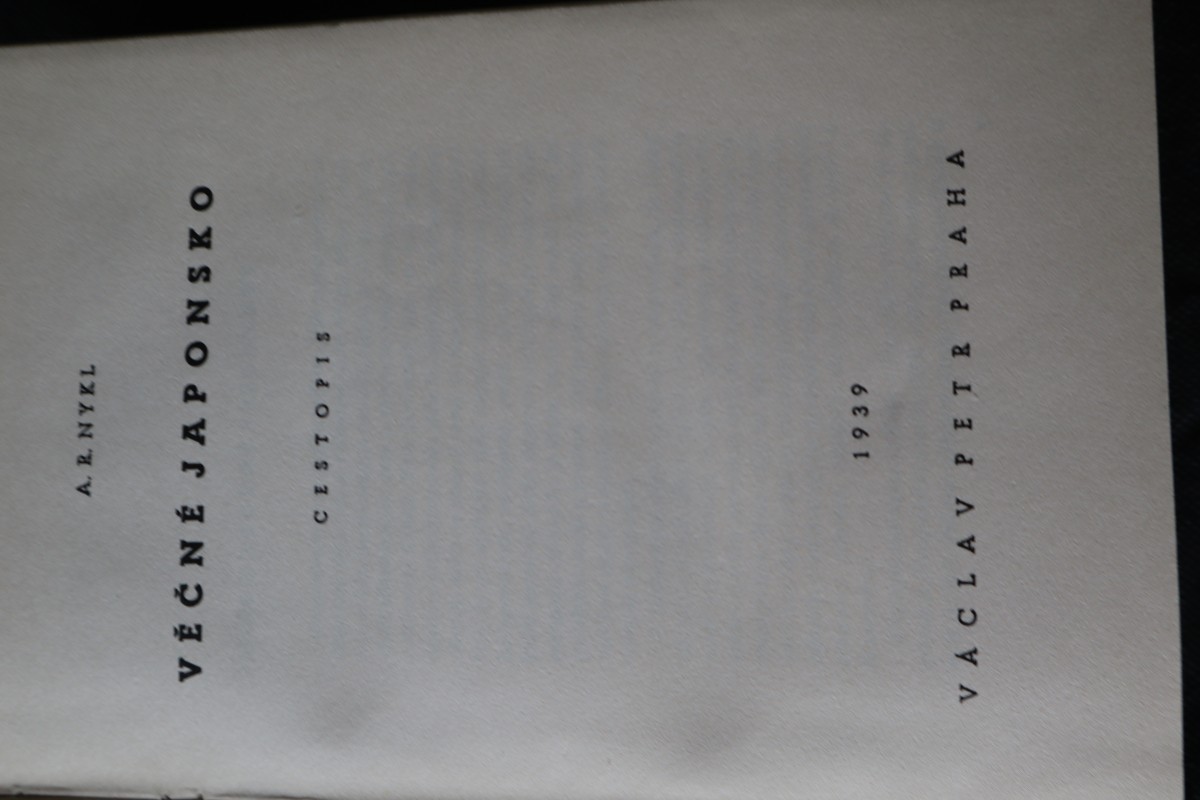 A. R. NYKL
VĚČNÉ JAPONSKO
CESTOPIS
1939
VÁCLAV PETR PRAHA